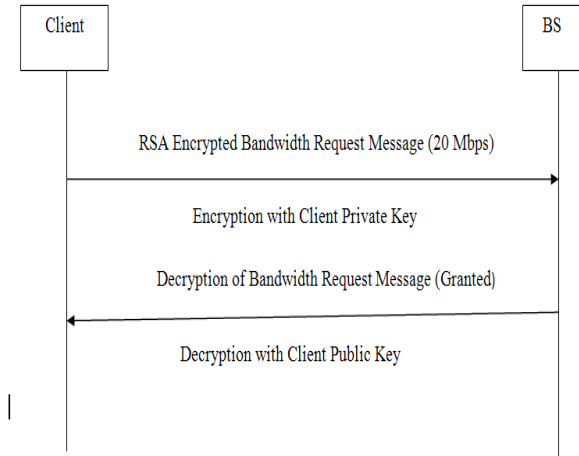 Client
BS
RSA Encrypted Bandwidth Request Message (20 Mbps)
Encryption with Client Private Key
Decryption of Bandwidth Request Message (Granted)
Decryption with Client Public Key